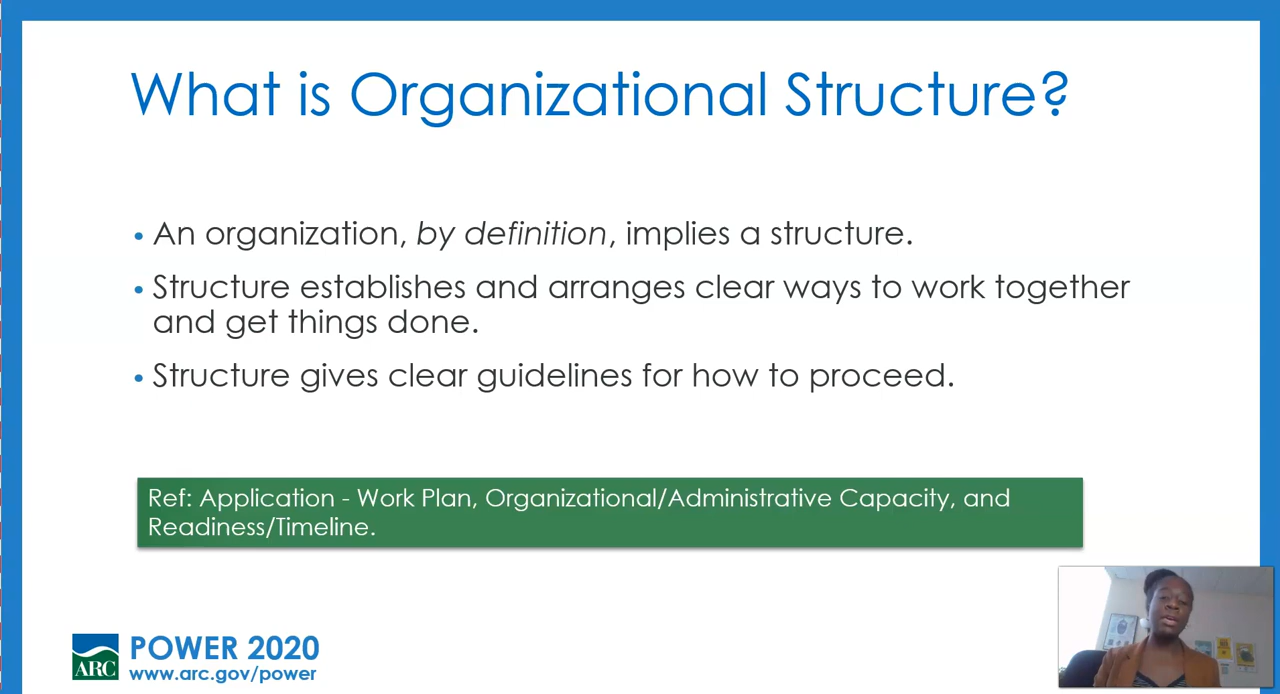 What is Organizational Structure?
• An organization, by definition, implies a structure.
• Structure establishes and arranges clear ways to work together
and get things done.
• Structure gives clear guidelines for how to proceed.
Ref: Application - Work Plan, Organizational/Administrative Capacity, and
Readiness/Timeline.
ARC
POWER 2020
www.arc.gov/power